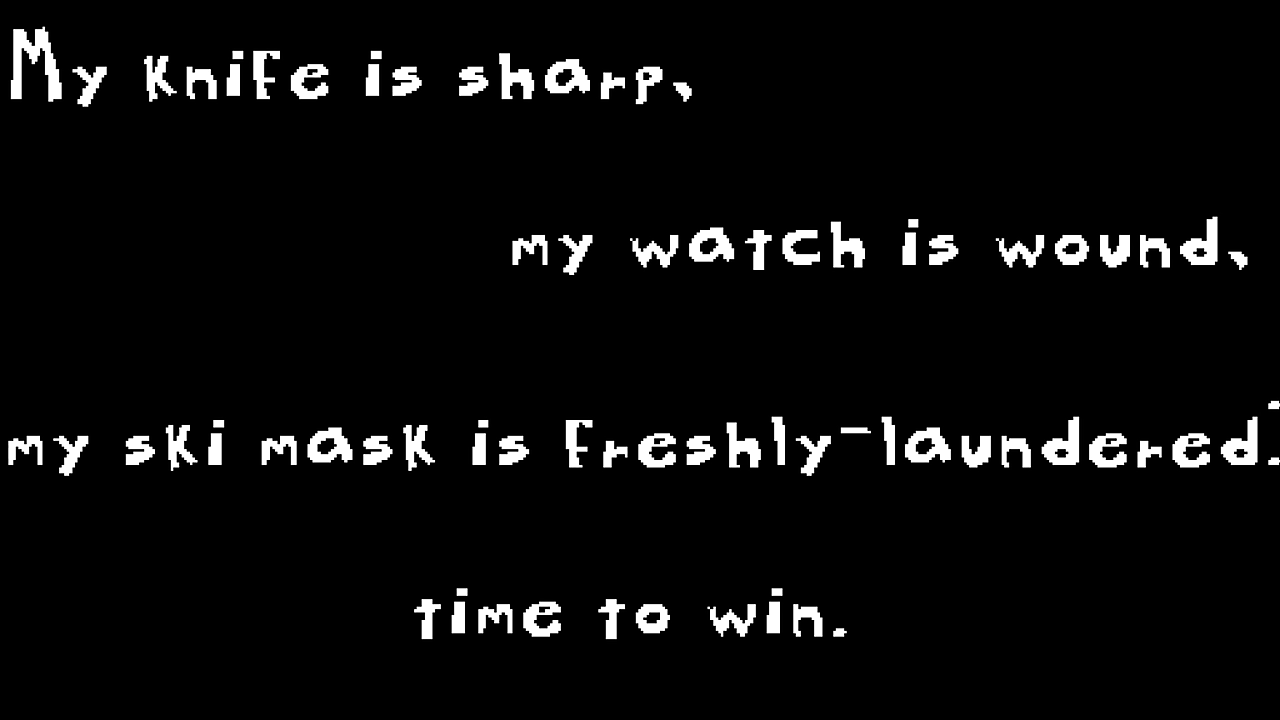 My knife is sharp,
my watch is wound,
my ski mask is freshly-laundered
time to win.